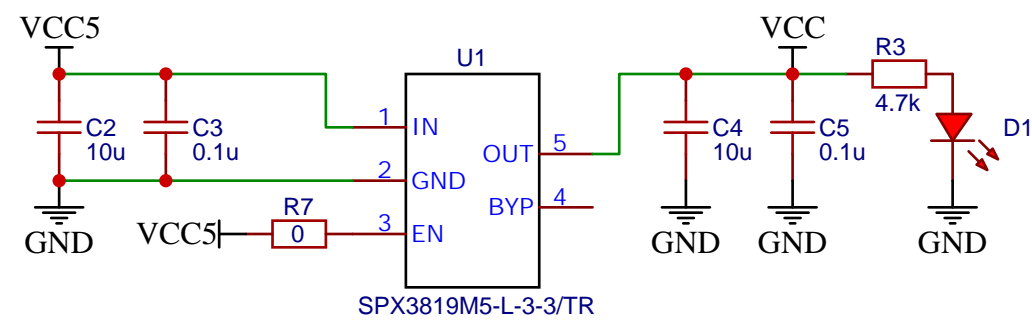 VCC5
VCC
U1
R3
4.7k
1
IN
C2
10u
C3
0.1u
C4
10u
C5
0.1u
D1
OUT
5
2
GND
BYP
4
R7
VCC5
0
3
EN
GND
GND
GND
GND
SPX3819M5-L-3-3/TR